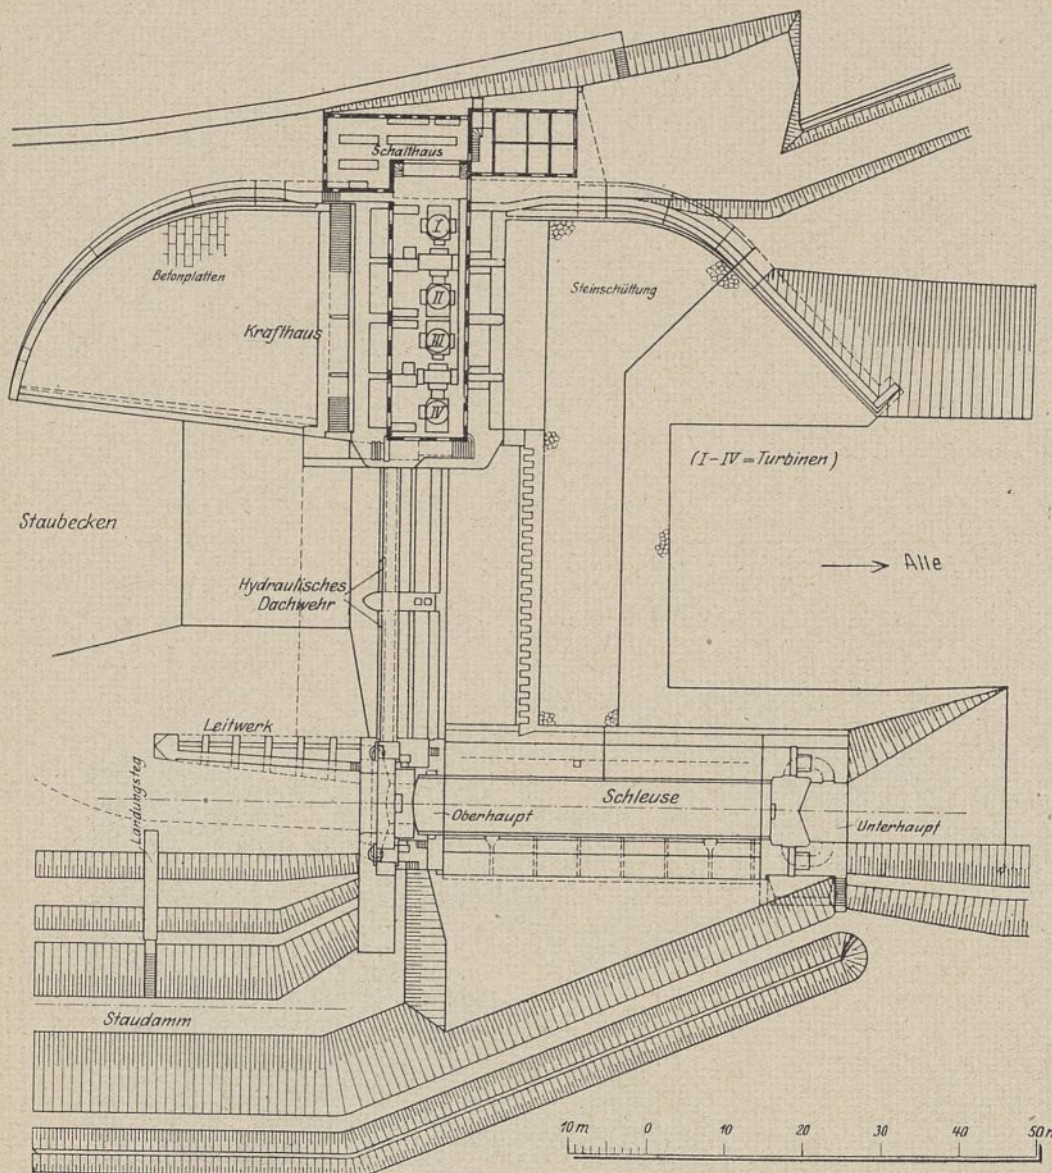 Schalthaus
I
Betonplatten
II
Steinschüttung
Krafthaus
III
IV
(I-IV = Turbinen)
Staubecken
Alle
Hydraulisches
Dachwehr
Leitwerk
Landungsteg
Schleuse
Oberhaupt
Unterhaupt
Staudamm
10 m 0 10 20 30 40 50 m